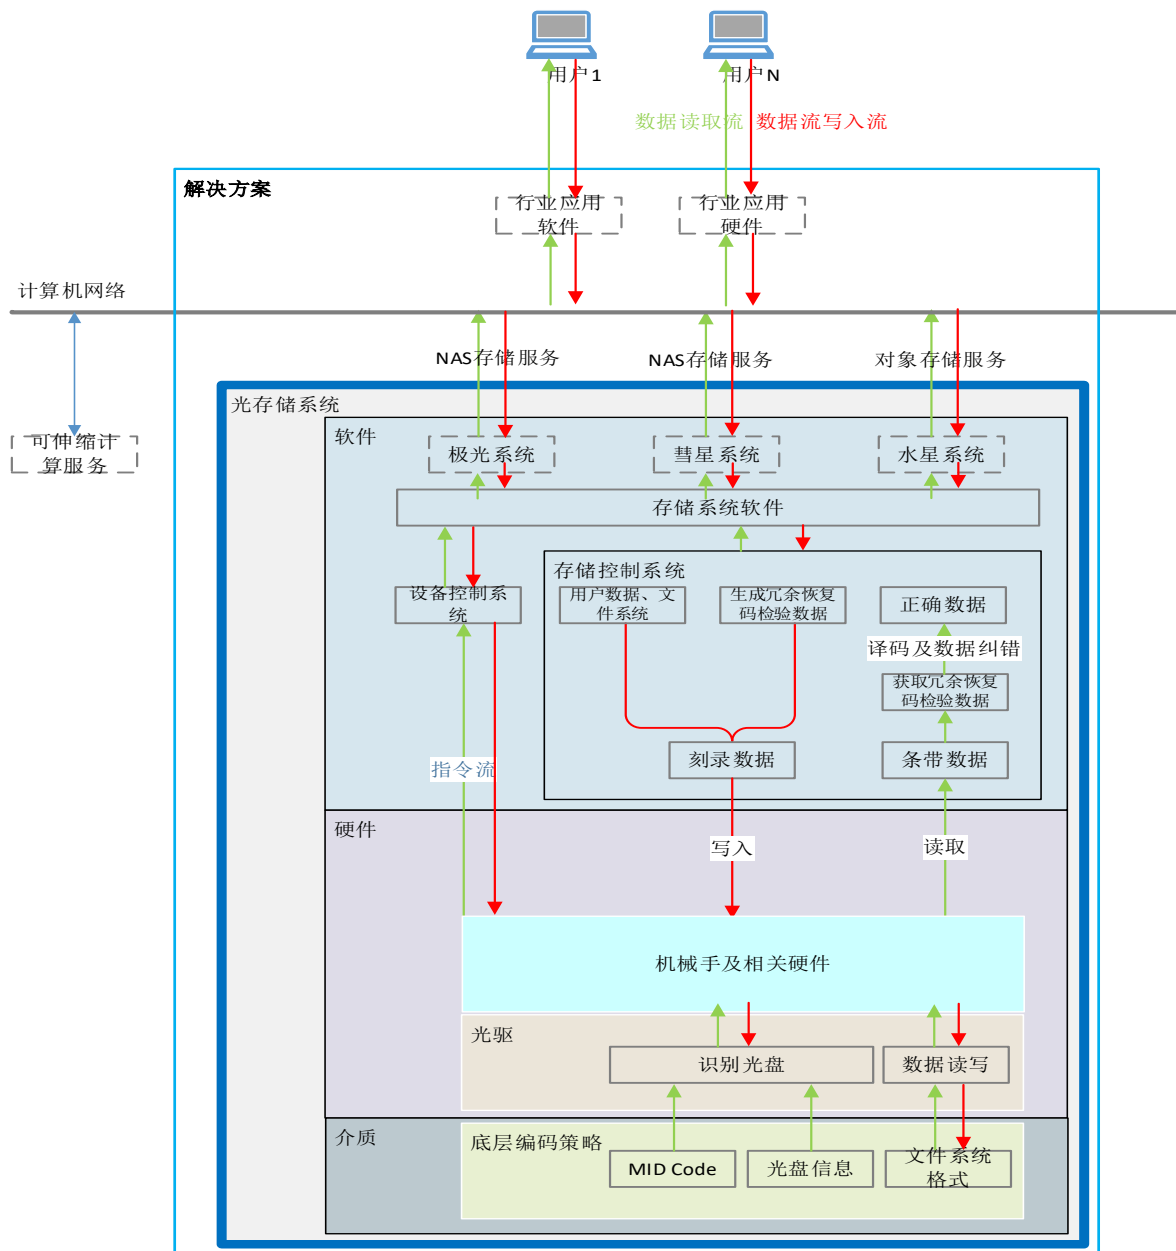 用户1
用户N
数据读取流
数据流写入流
解决方案
行业应用
软件
行业应用
硬件
计算机网络
NAS存储服务
NAS存储服务
对象存储服务
光存储系统
可伸缩计
算服务
软件
极光系统
彗星系统
水星系统
存储系统软件
存储控制系统
设备控制系
统
用户数据、文
件系统
生成冗余恢复
码检验数据
正确数据
译码及数据纠错
获取冗余恢复
码检验数据
刻录数据
条带数据
指令流
硬件
写入
读取
机械手及相关硬件
光驱
识别光盘
数据读写
介质
底层编码策略
MID Code
光盘信息
文件系统
格式